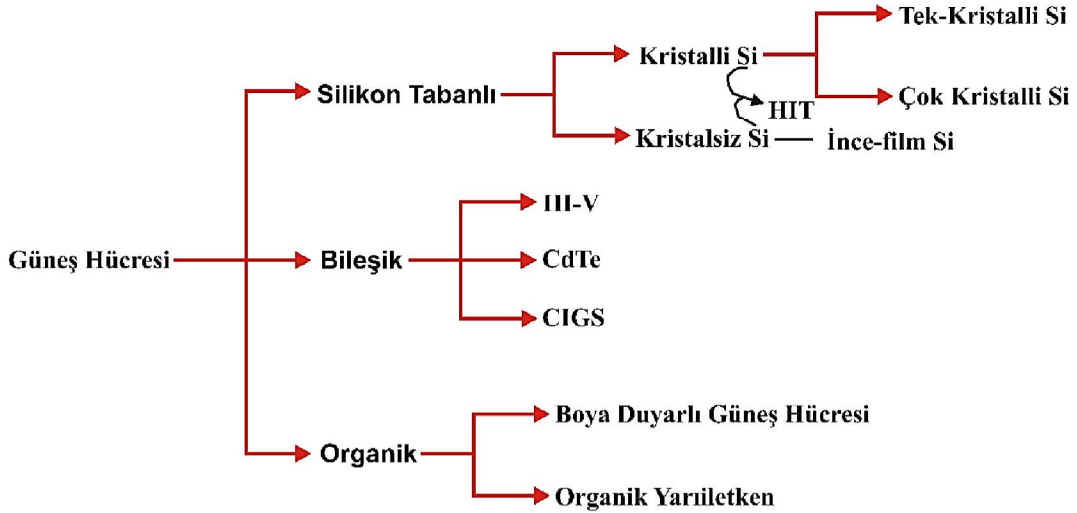 Güneş Hücresi
Silikon Tabanlı
Kristalli Si
Tek-Kristalli Si
Çok Kristalli Si
HIT
Kristalsiz Si
İnce-film Si
Bileşik
III-V
CdTe
CIGS
Organik
Boya Duyarlı Güneş Hücresi
Organik Yarıiletken